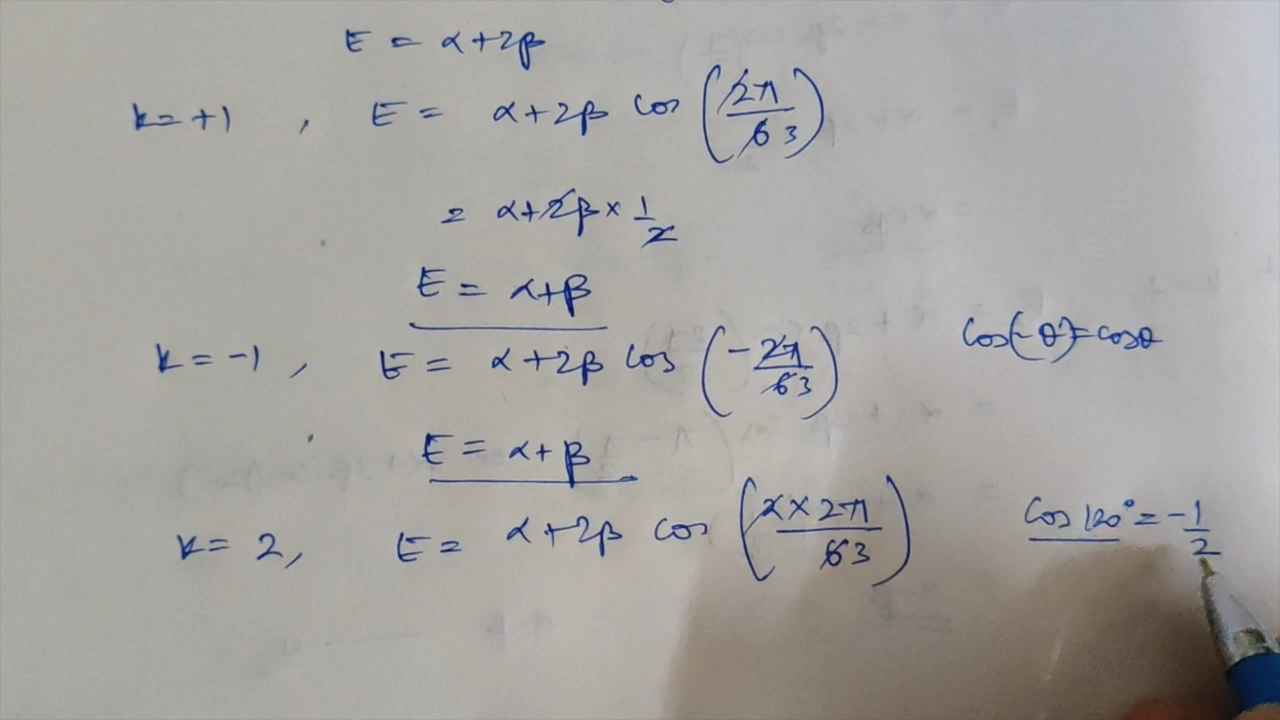 E = α+2β
k=+1 , E = α+2β cos (2π/6 3)
= α+2β × 1/2
E = α+β
k = -1 , E = α+2β cos (-2π/6 3) cos(-θ)=cosθ
E = α+β
k = 2, E = α+2β cos (2×2π/6 3) cos 120° = -1/2